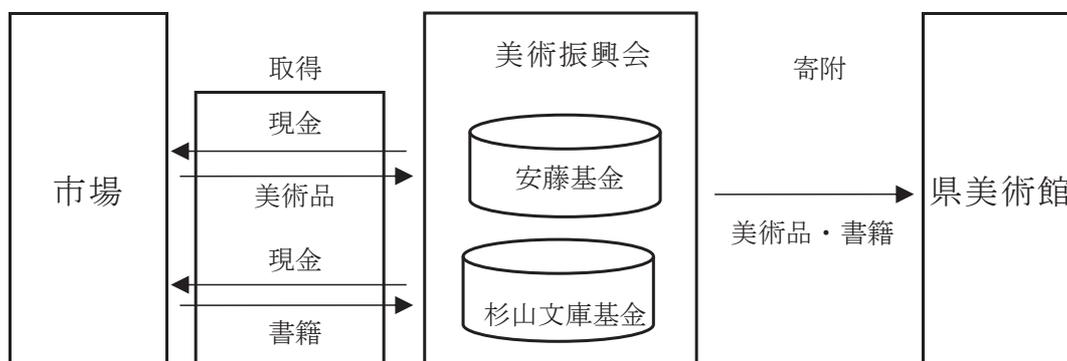 市場
取得
現金
美術品
現金
書籍
美術振興会
安藤基金
杉山文庫基金
寄附
美術品・書籍
県美術館